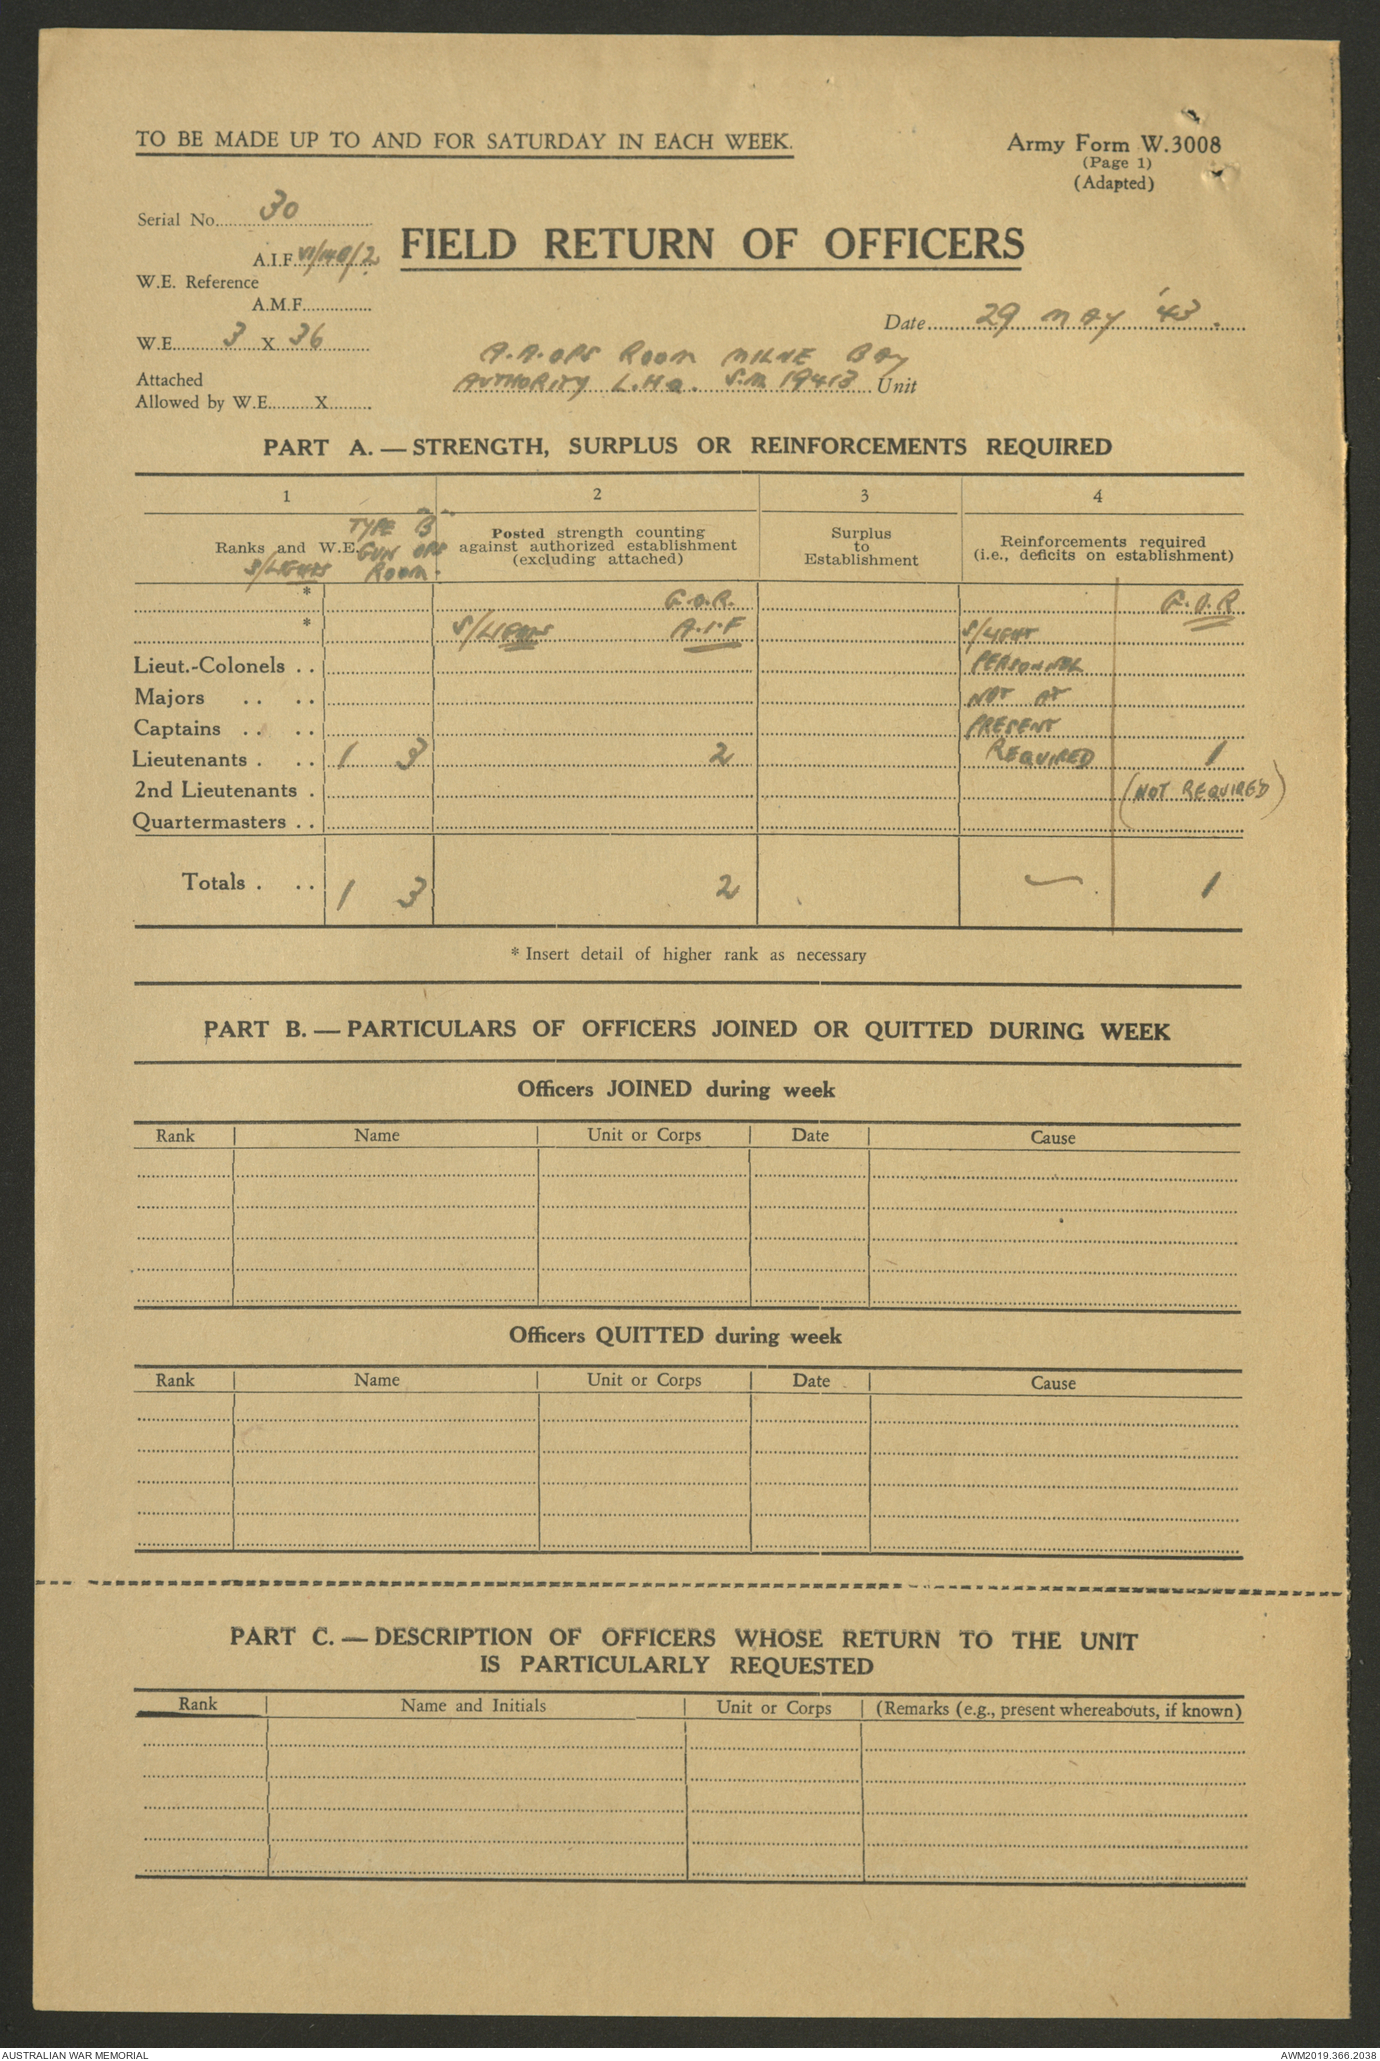 TO BE MADE UP TO AND FOR SATURDAY IN EACH WEEK.
Army Form W.3008
(Page 1)
(Adapted)
Serial No. 30
A.I.F. VI/140/2
W.E. Reference
A.M.F.
FIELD RETURN OF OFFICERS
Date 29 MAY '43.
W.E. 3 X 36
A.A. OPS ROOM MILNE BAY
Attached
Allowed by W.E. X
AUTHORITY L.HQ. S.M. 19413 Unit
PART A. — STRENGTH, SURPLUS OR REINFORCEMENTS REQUIRED
1 2 3 4
Ranks and W.E. S/LIGHTS TYPE B GUN OPS ROOM.
Posted strength counting against authorized establishment (excluding attached)
Surplus to Establishment
Reinforcements required (i.e., deficits on establishment)
* G.O.R. G.O.R
* S/LIGHTS A.I.F S/LIGHT
Lieut.-Colonels . . PERSONNEL
Majors . . . . NOT AT
Captains . . . . PRESENT
Lieutenants . . . 1 3 2 REQUIRED 1
2nd Lieutenants . (NOT REQUIRED)
Quartermasters . .
Totals . . . 1 3 2 — 1
* Insert detail of higher rank as necessary
PART B. — PARTICULARS OF OFFICERS JOINED OR QUITTED DURING WEEK
Officers JOINED during week
Rank Name Unit or Corps Date Cause
Officers QUITTED during week
Rank Name Unit or Corps Date Cause
PART C. — DESCRIPTION OF OFFICERS WHOSE RETURN TO THE UNIT
IS PARTICULARLY REQUESTED
Rank Name and Initials Unit or Corps (Remarks (e.g., present whereabouts, if known)
AUSTRALIAN WAR MEMORIAL
AWM2019.366.2038